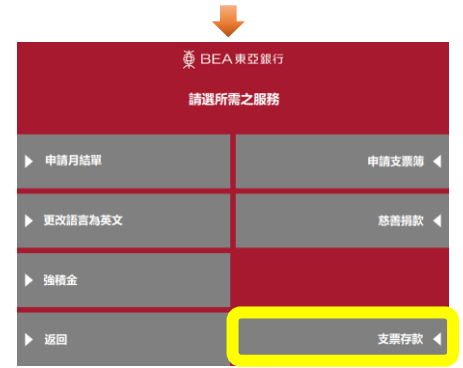 BEA東亞銀行
請選所需之服務
申請月結單
申請支票簿
更改語言為英文
慈善捐款
強積金
返回
支票存款